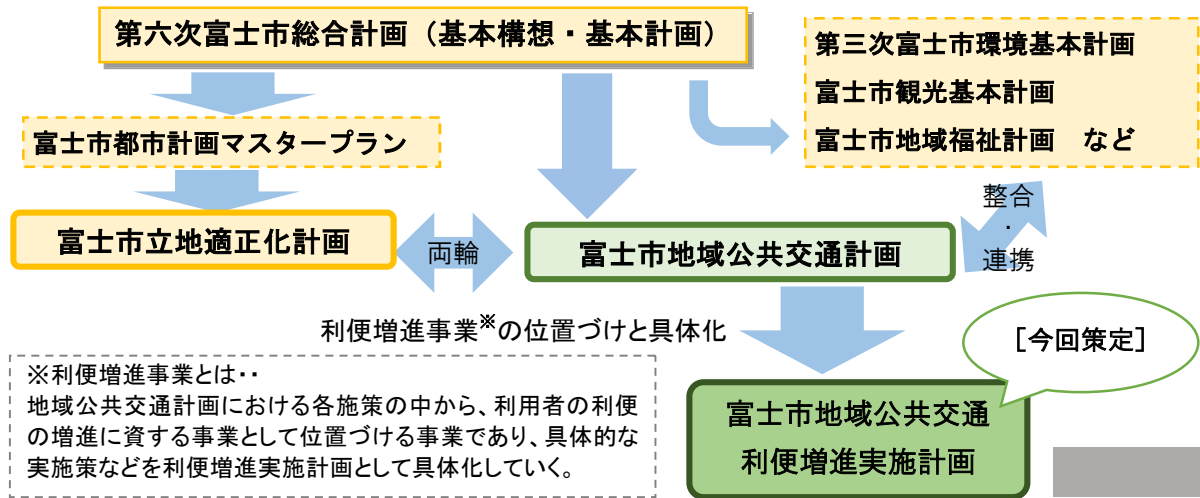 第六次富士市総合計画(基本構想・基本計画)
第三次富士市環境基本計画
富士市観光基本計画
富士市地域福祉計画 など
富士市都市計画マスタープラン
整合
・
連携
富士市立地適正化計画
両輪
富士市地域公共交通計画
利便増進事業※の位置づけと具体化
[今回策定]
※利便増進事業とは・・
地域公共交通計画における各施策の中から、利用者の利便
の増進に資する事業として位置づける事業であり、具体的な
実施策などを利便増進実施計画として具体化していく。
富士市地域公共交通
利便増進実施計画